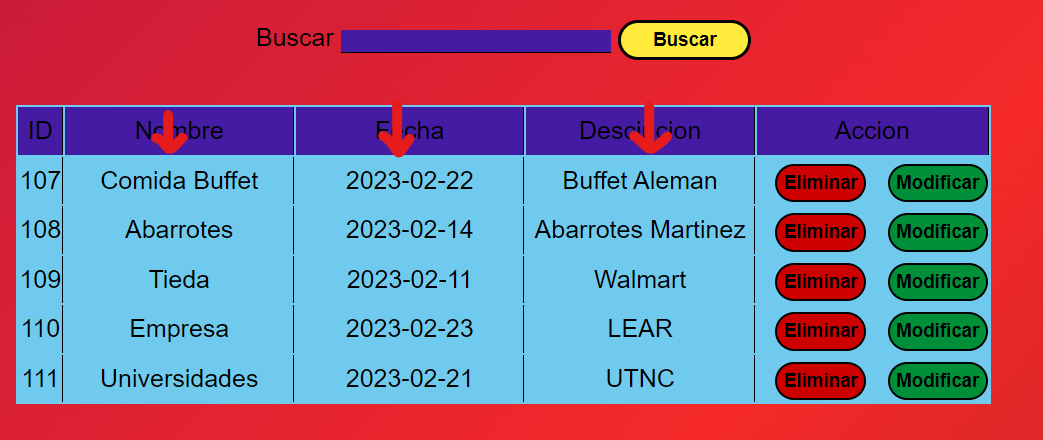 Buscar Buscar
ID Nombre Fecha Descripcion Accion
107 Comida Buffet 2023-02-22 Buffet Aleman Eliminar Modificar
108 Abarrotes 2023-02-14 Abarrotes Martinez Eliminar Modificar
109 Tieda 2023-02-11 Walmart Eliminar Modificar
110 Empresa 2023-02-23 LEAR Eliminar Modificar
111 Universidades 2023-02-21 UTNC Eliminar Modificar